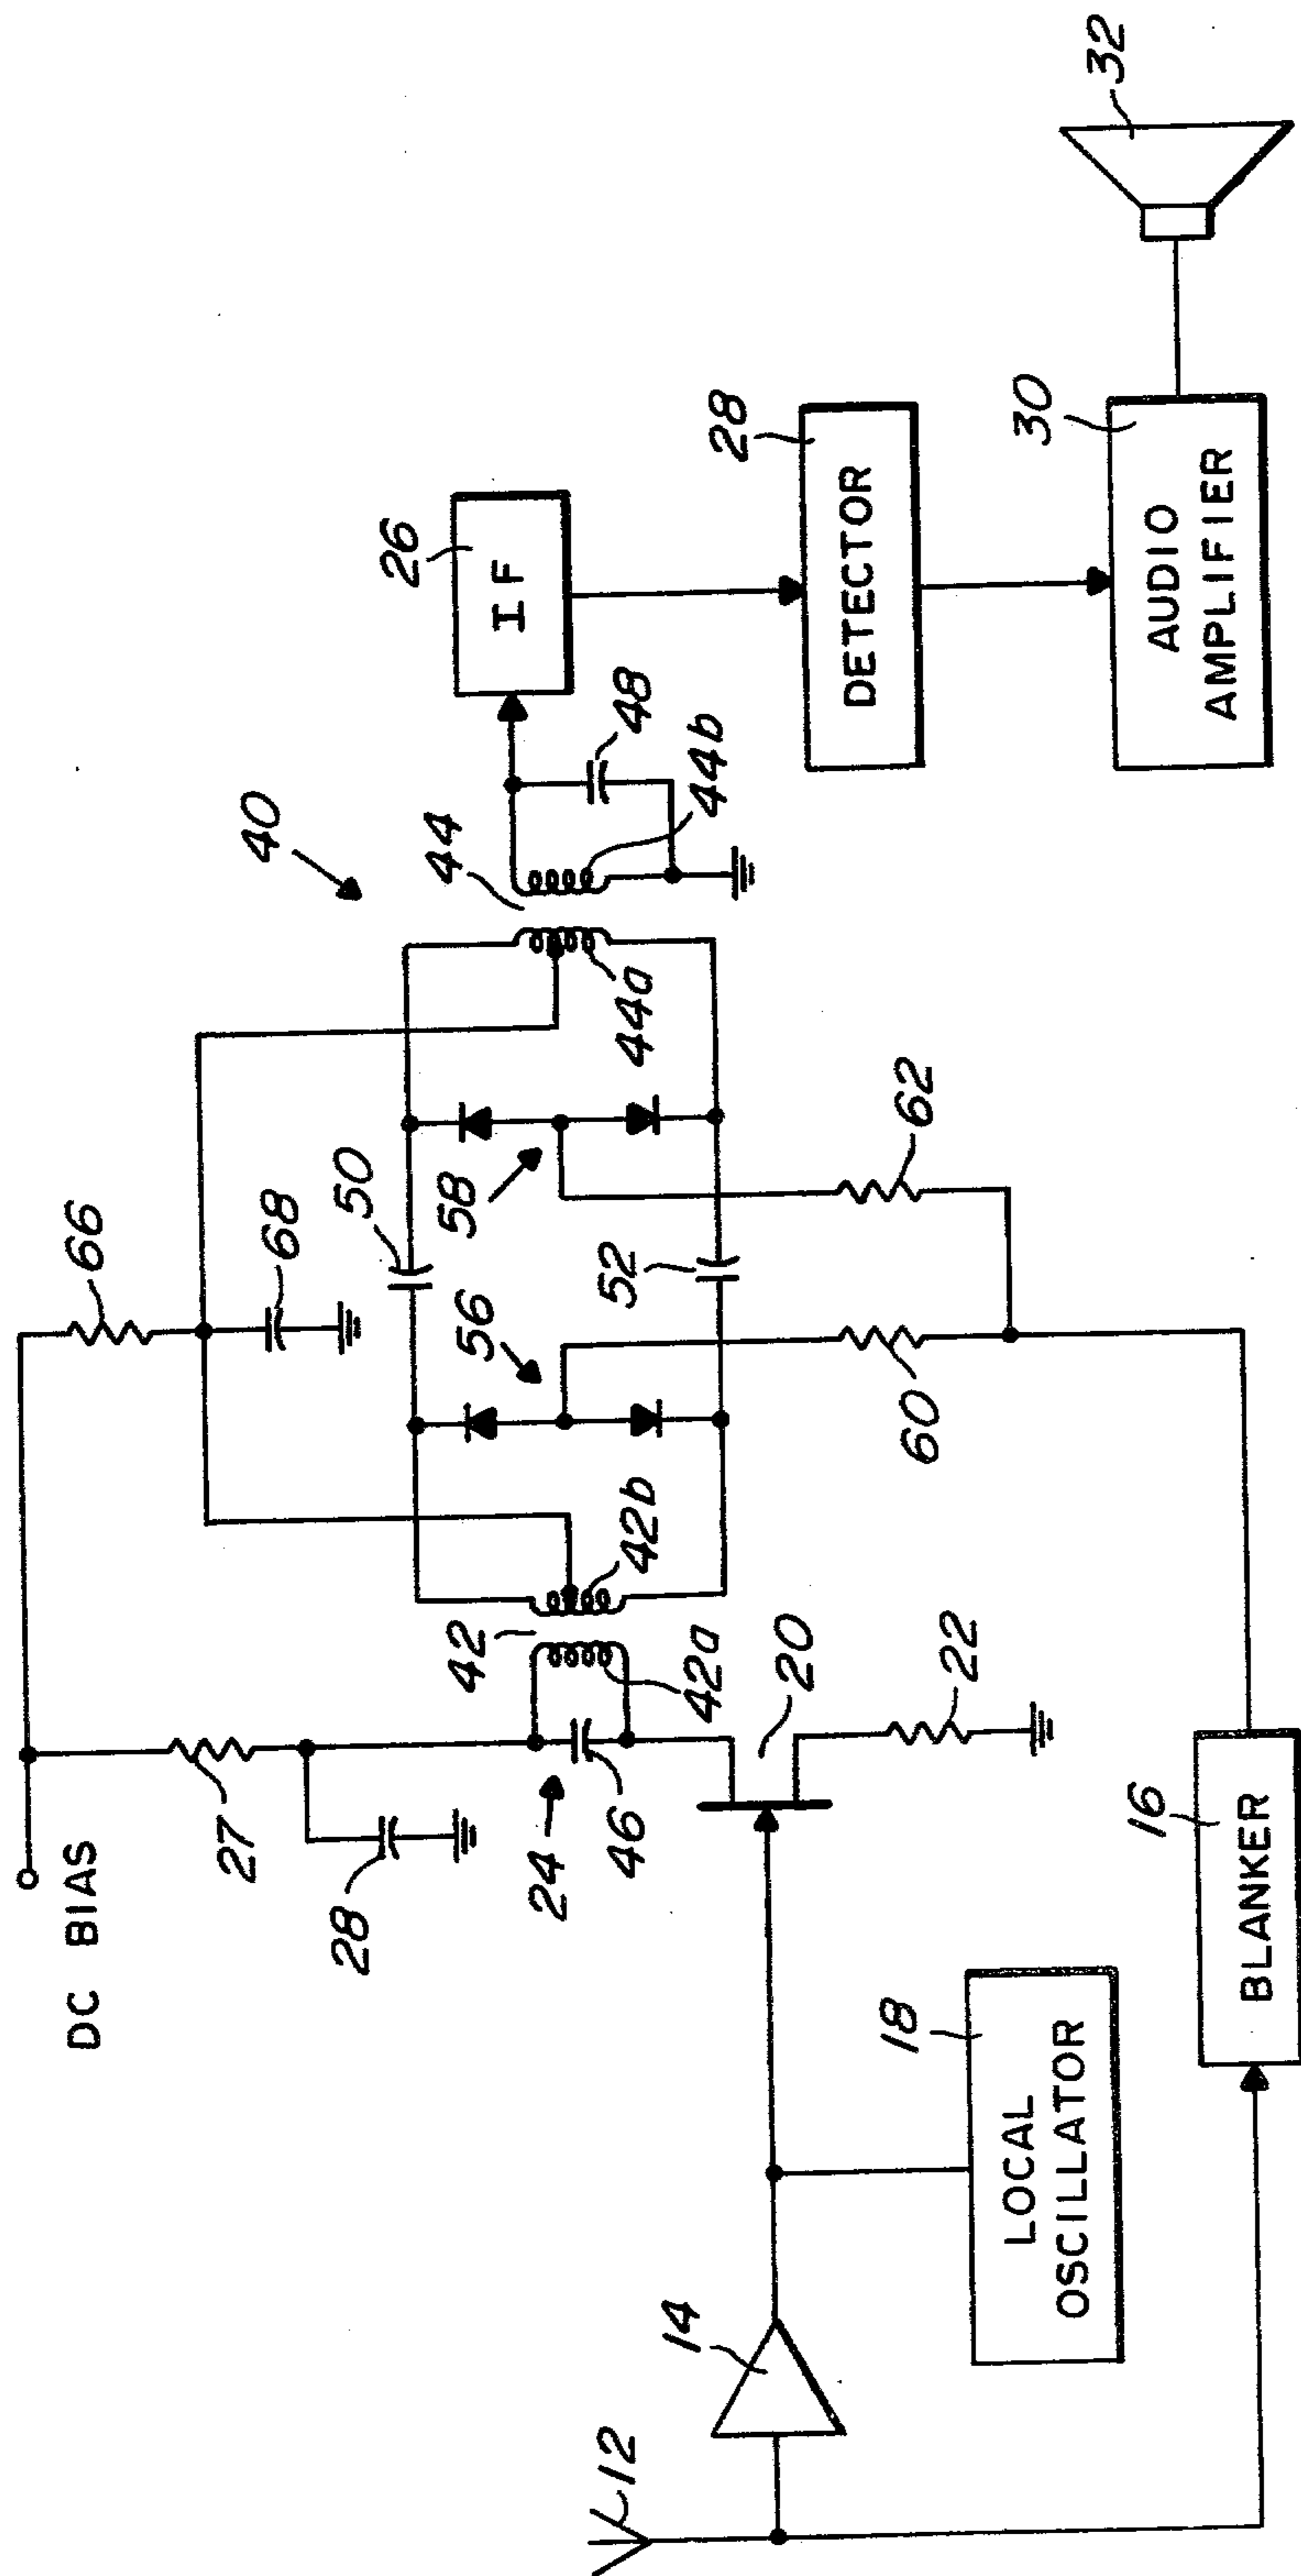 DC BIAS
66
68
40
27
28
50
56
58
52
44
44a
44b
48
26
IF
24
46
42
42a
42b
20
22
60
62
28
DETECTOR
30
AUDIO
AMPLIFIER
32
12
14
18
LOCAL
OSCILLATOR
16
BLANKER